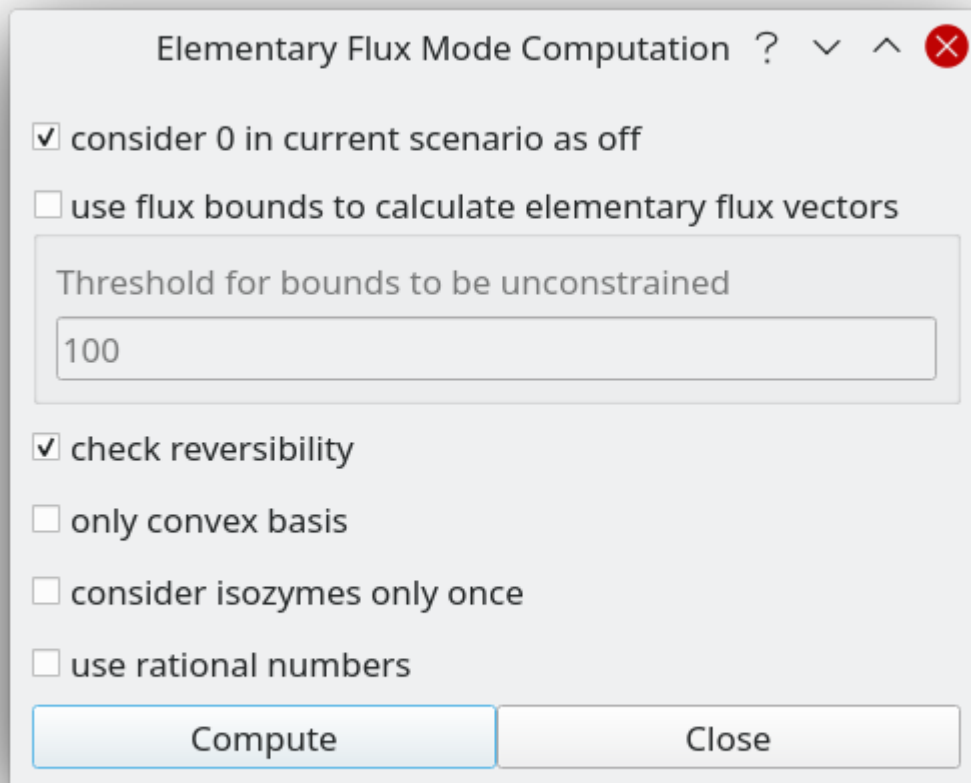 Elementary Flux Mode Computation ?
consider 0 in current scenario as off
use flux bounds to calculate elementary flux vectors
Threshold for bounds to be unconstrained
100
check reversibility
only convex basis
consider isozymes only once
use rational numbers
Compute Close